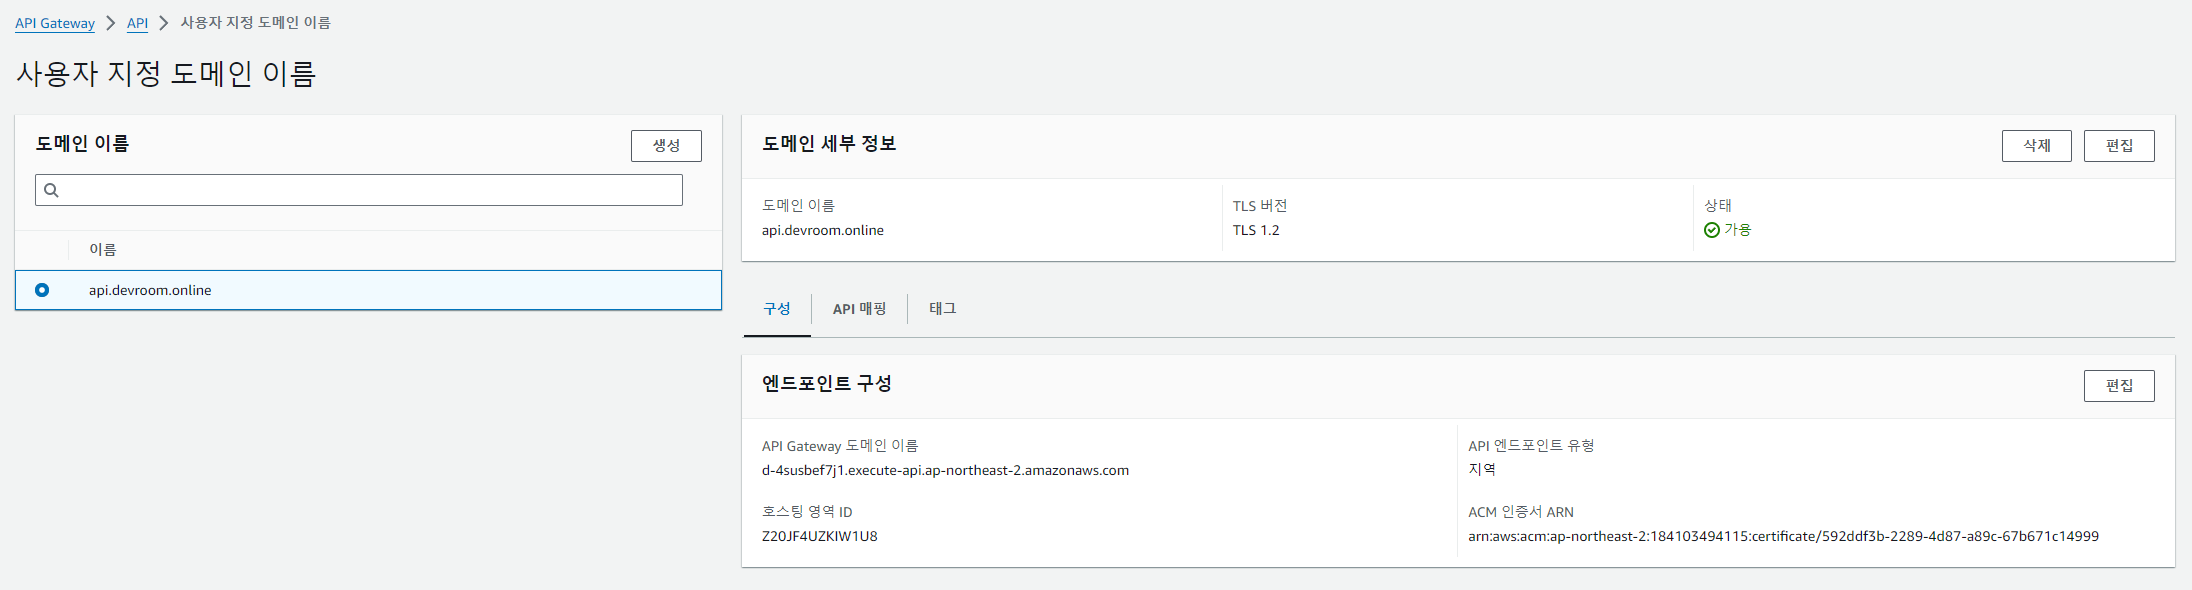 API Gateway > API > 사용자 지정 도메인 이름
사용자 지정 도메인 이름
도메인 이름
생성
이름
api.devroom.online
도메인 세부 정보
삭제
편집
도메인 이름
api.devroom.online
TLS 버전
TLS 1.2
상태
가용
구성
API 매핑
태그
엔드포인트 구성
편집
API Gateway 도메인 이름
d-4susbef7j1.execute-api.ap-northeast-2.amazonaws.com
API 엔드포인트 유형
지역
호스팅 영역 ID
Z20JF4UZKIW1U8
ACM 인증서 ARN
arn:aws:acm:ap-northeast-2:184103494115:certificate/592ddf3b-2289-4d87-a89c-67b671c14999